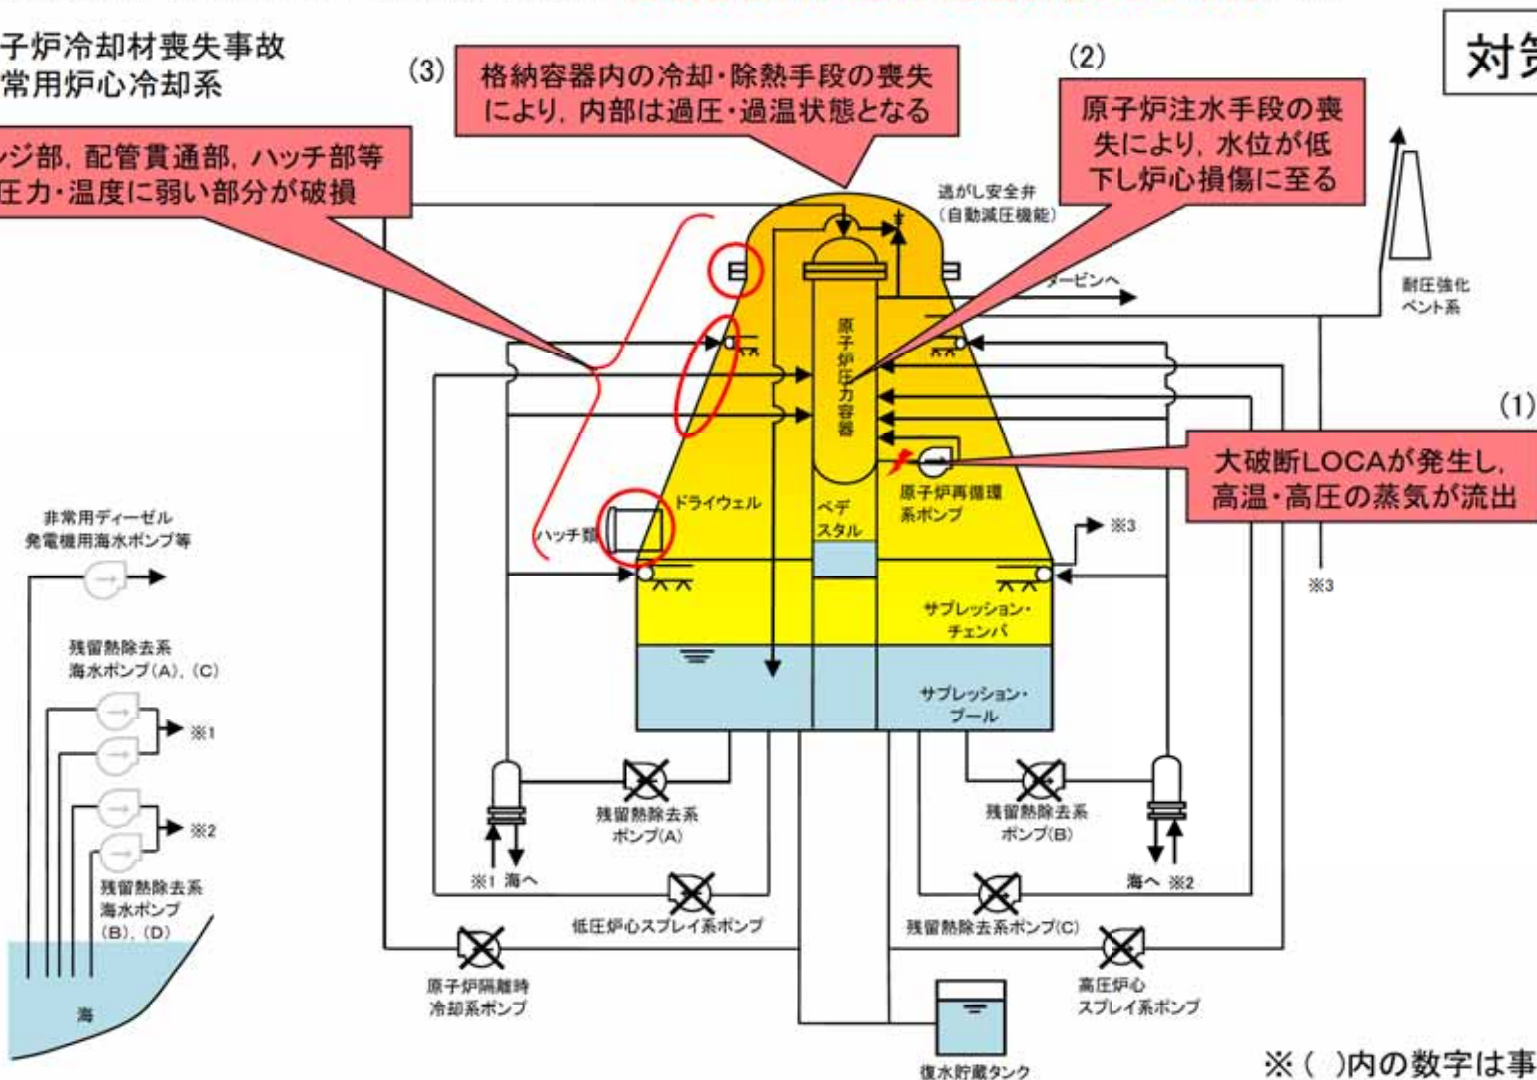 子炉冷却材喪失事故
常用炉心冷却系
(3)
格納容器内の冷却・除熱手段の喪失
により，内部は過圧・過温状態となる
(2)
原子炉注水手段の喪
失により，水位が低
下し炉心損傷に至る
対策
ンジ部，配管貫通部，ハッチ部等
圧力・温度に弱い部分が破損
逃がし安全弁
(自動減圧機能)
タービンへ
耐圧強化
ベント系
原子炉圧力容器
(1)
大破断LOCAが発生し，
高温・高圧の蒸気が流出
ドライウェル
ペデ
スタル
原子炉再循環
系ポンプ
ハッチ類
※3
※3
非常用ディーゼル
発電機用海水ポンプ等
サプレッション・
チェンバ
残留熱除去系
海水ポンプ(A)，(C)
※1
サプレッション・
プール
※2
残留熱除去系
海水ポンプ
(B)，(D)
残留熱除去系
ポンプ(A)
残留熱除去系
ポンプ(B)
※1 海へ
海へ ※2
低圧炉心スプレイ系ポンプ
残留熱除去系ポンプ(C)
原子炉隔離時
冷却系ポンプ
高圧炉心
スプレイ系ポンプ
海
復水貯蔵タンク
※ ( )内の数字は事